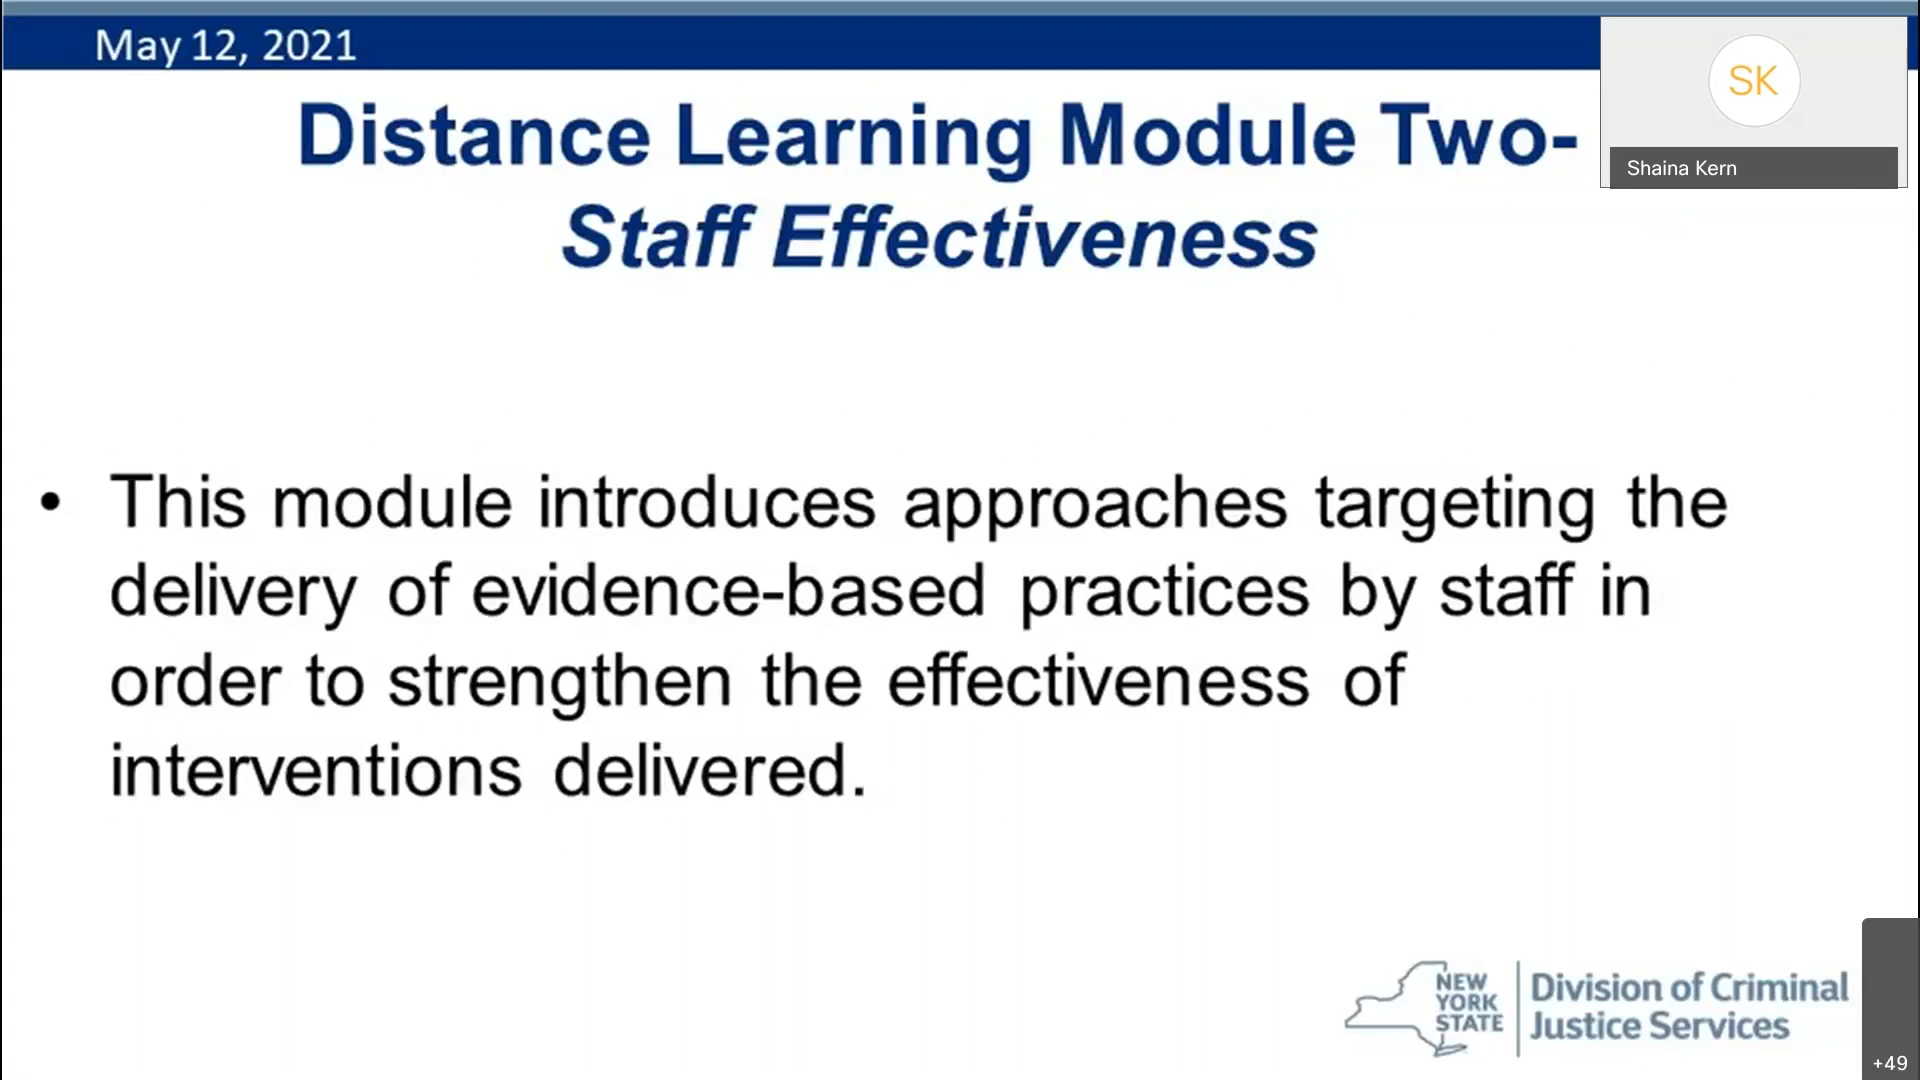 May 12, 2021
SK
Shaina Kern
Distance Learning Module Two-
Staff Effectiveness
• This module introduces approaches targeting the
delivery of evidence-based practices by staff in
order to strengthen the effectiveness of
interventions delivered.
NEW
YORK
STATE
Division of Criminal
Justice Services
+49